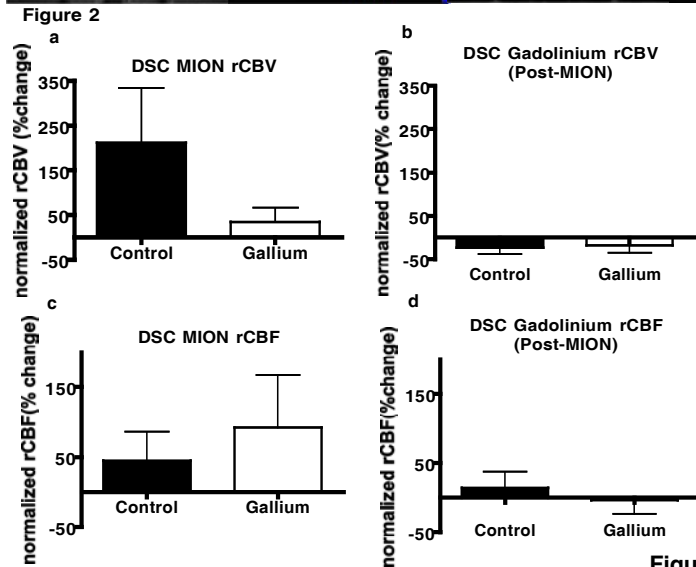 Figure 2
a
DSC MION rCBV
normalized rCBV (%change)
350
250
150
50
-50
Control
Gallium
b
DSC Gadolinium rCBV
(Post-MION)
normalized rCBV(% change)
350
250
150
50
-50
Control
Gallium
c
DSC MION rCBF
normalized rCBF(% change)
150
50
-50
Control
Gallium
d
DSC Gadolinium rCBF
(Post-MION)
normalized rCBF(%change)
150
50
-50
Control
Gallium
Figu